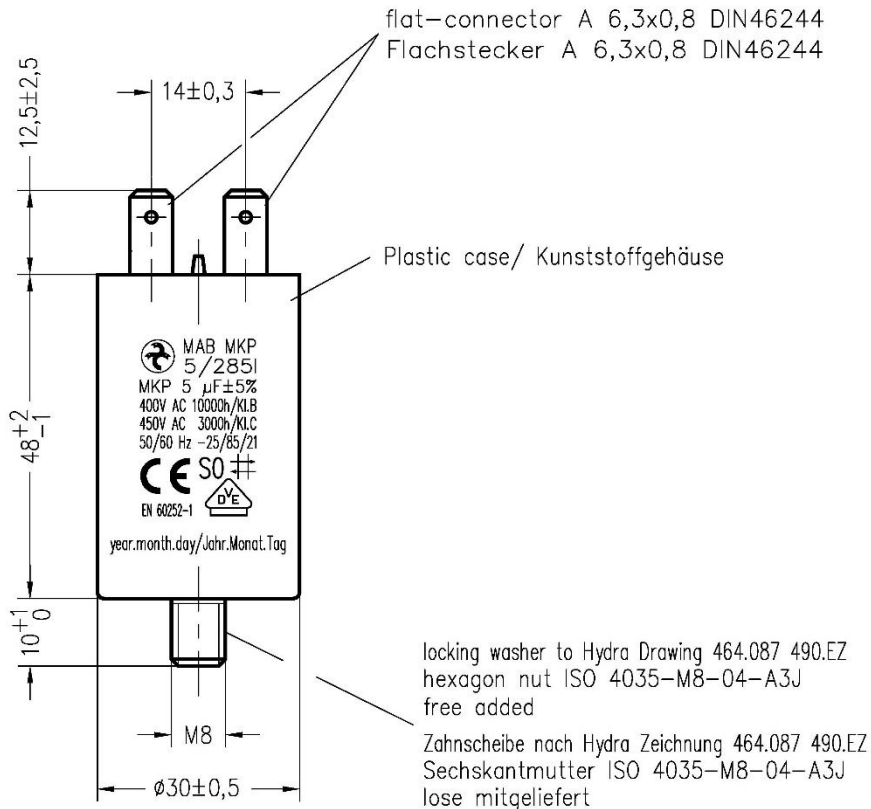 flat-connector A 6,3x0,8 DIN46244
Flachstecker A 6,3x0,8 DIN46244
14±0,3
12,5±2,5
Plastic case/ Kunststoffgehäuse
MAB MKP
5/285I
MKP 5 µF±5%
400V AC 10000h/Kl.B
450V AC 3000h/Kl.C
50/60 Hz -25/85/21
CE S0
DVE
EN 60252-1
year.month.day/Jahr.Monat.Tag
48+2-1
10+1 0
M8
ø30±0,5
locking washer to Hydra Drawing 464.087 490.EZ
hexagon nut ISO 4035-M8-04-A3J
free added
Zahnscheibe nach Hydra Zeichnung 464.087 490.EZ
Sechskantmutter ISO 4035-M8-04-A3J
lose mitgeliefert